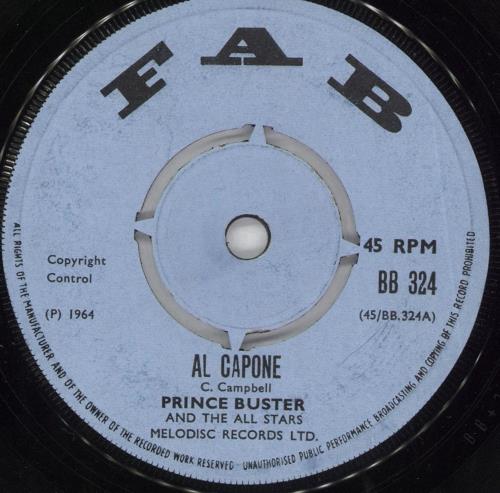 FAB
Copyright
Control
(P) 1964
45 RPM
BB 324
(45/BB.324A)
AL CAPONE
C. Campbell
PRINCE BUSTER
AND THE ALL STARS
MELODISC RECORDS LTD.
ALL RIGHTS OF THE MANUFACTURER AND OF THE OWNER OF THE RECORDED WORK RESERVED - UNAUTHORISED PUBLIC PERFORMANCE BROADCASTING AND COPYING OF THIS RECORD PROHIBITED